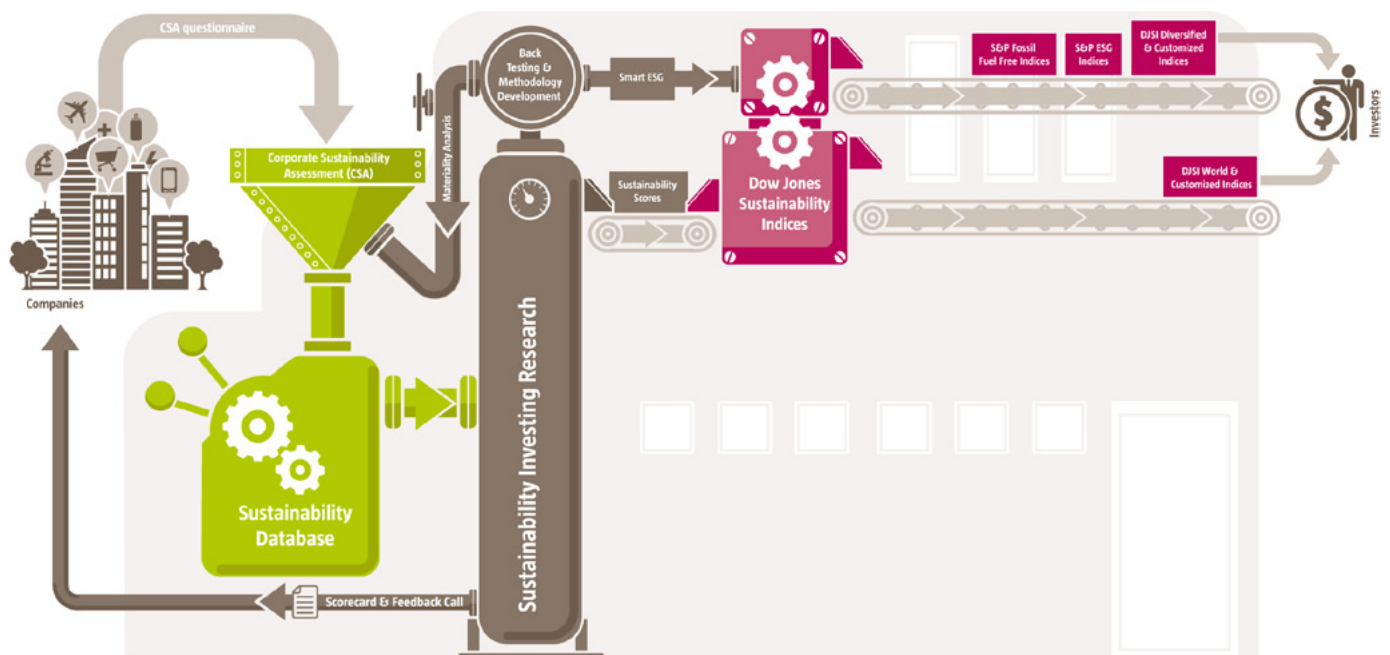 CSA questionnaire
Companies
Corporate Sustainability
Assessment (CSA)
Sustainability
Database
Materiality Analysis
Back
Testing &
Methodology
Development
Sustainability Investing Research
Scorecard & Feedback Call
Smart ESG
Sustainability
Scores
Dow Jones
Sustainability
Indices
S&P Fossil
Fuel Free Indices
S&P ESG
Indices
DJSI Diversified
& Customized
Indices
DJSI World &
Customized Indices
$
Investors